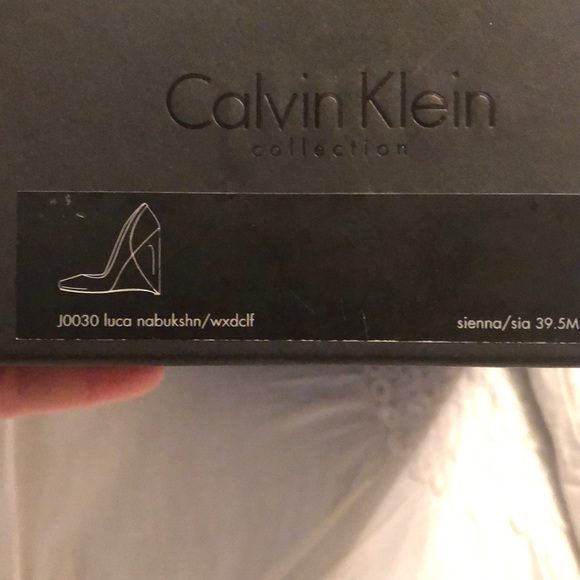 Calvin Klein
collection
J0030 luca nabukshn/wxdclf
sienna/sia 39.5M